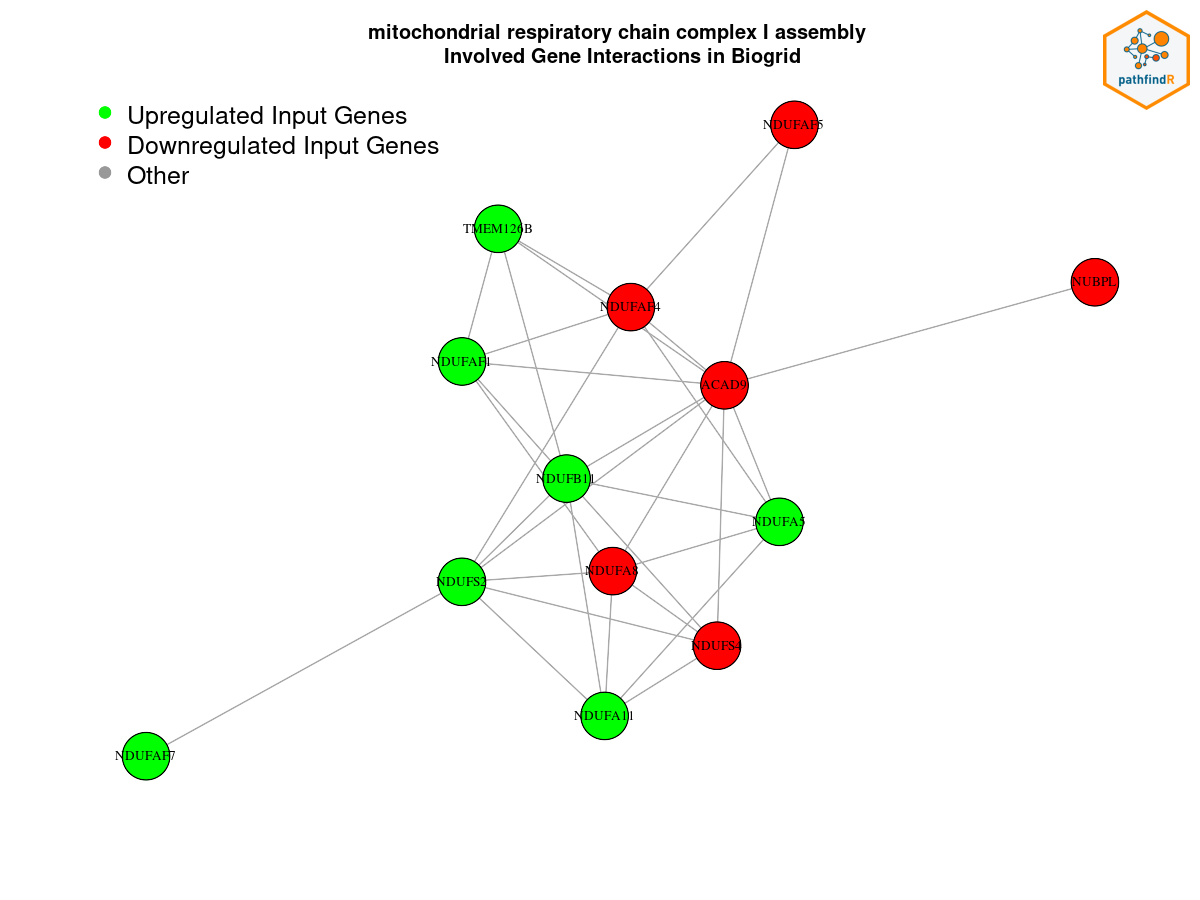 mitochondrial respiratory chain complex I assembly
Involved Gene Interactions in Biogrid
pathfindR
Upregulated Input Genes
Downregulated Input Genes
Other
NDUFAF5
TMEM126B
NUBPL
NDUFAF4
NDUFAF1
ACAD9
NDUFB11
NDUFA5
NDUFA8
NDUFS2
NDUFS4
NDUFA11
NDUFAF7